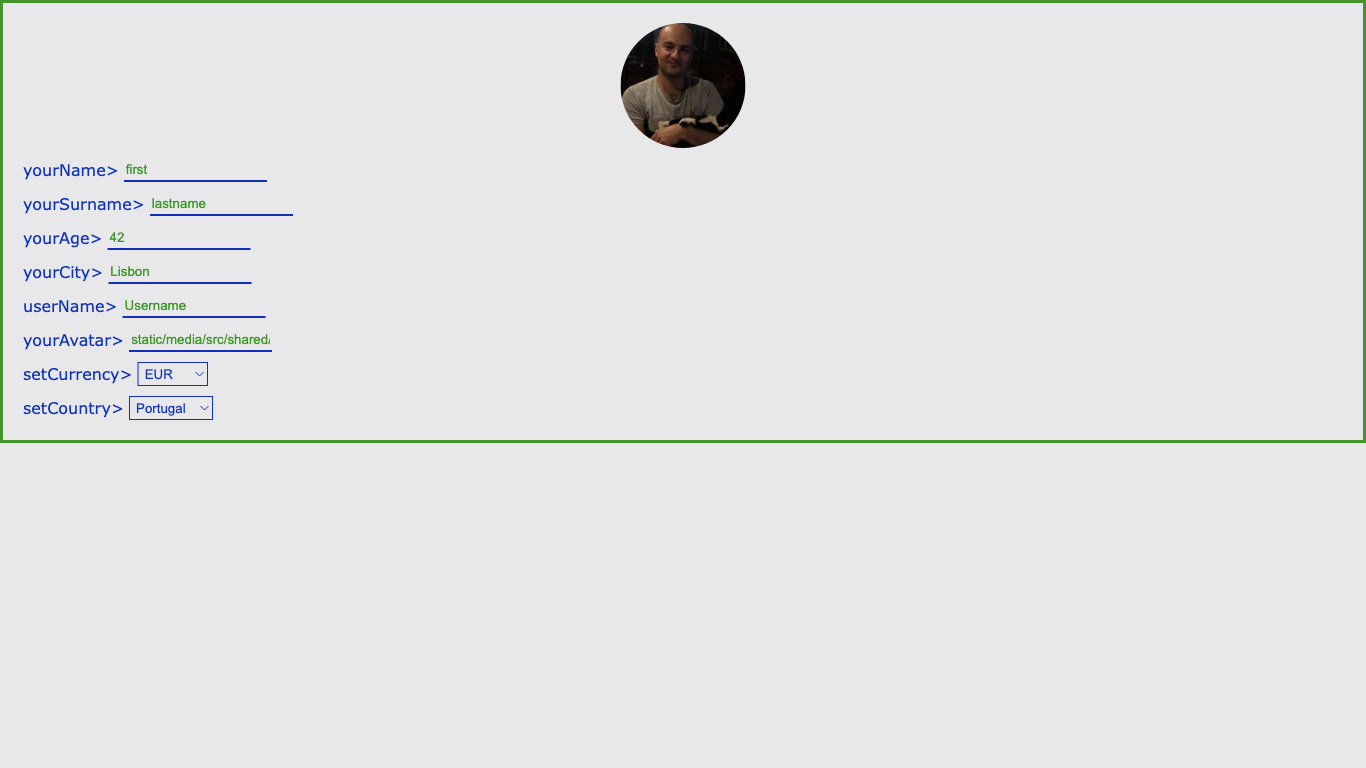 yourName> first
yourSurname> lastname
yourAge> 42
yourCity> Lisbon
userName> Username
yourAvatar> static/media/src/shared/
setCurrency> EUR
setCountry> Portugal